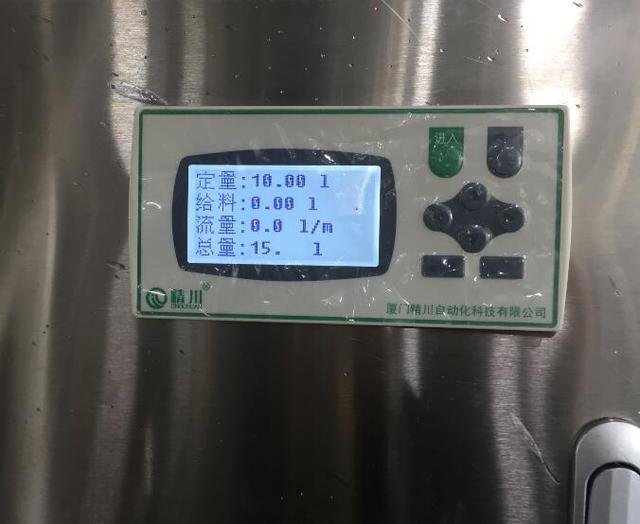 定量:10.00 l
给料:0.00 l
流量:0.0 l/m
总量:15. l
进入
精川®
厦门精川自动化科技有限公司